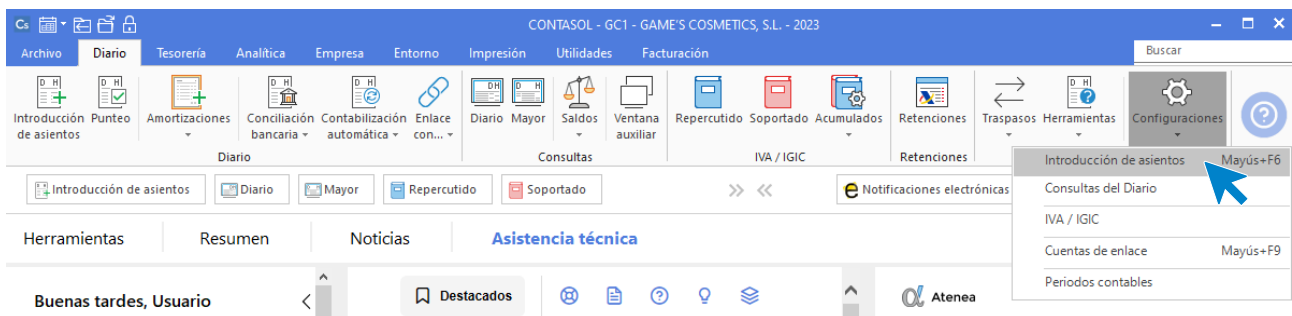 Cs
CONTASOL - GC1 - GAME'S COSMETICS, S.L. - 2023
Archivo Diario Tesorería Analítica Empresa Entorno Impresión Utilidades Facturación Buscar
Introducción de asientos
Punteo
Amortizaciones
Conciliación bancaria
Contabilización automática
Enlace con...
Diario
Mayor
Saldos
Ventana auxiliar
Repercutido
Soportado
Acumulados
Retenciones
Traspasos
Herramientas
Configuraciones
Diario Consultas IVA / IGIC Retenciones
Introducción de asientos Mayús+F6
Consultas del Diario
IVA / IGIC
Cuentas de enlace Mayús+F9
Periodos contables
Introducción de asientos Diario Mayor Repercutido Soportado Notificaciones electrónicas
Herramientas Resumen Noticias Asistencia técnica
Buenas tardes, Usuario
Destacados
Atenea